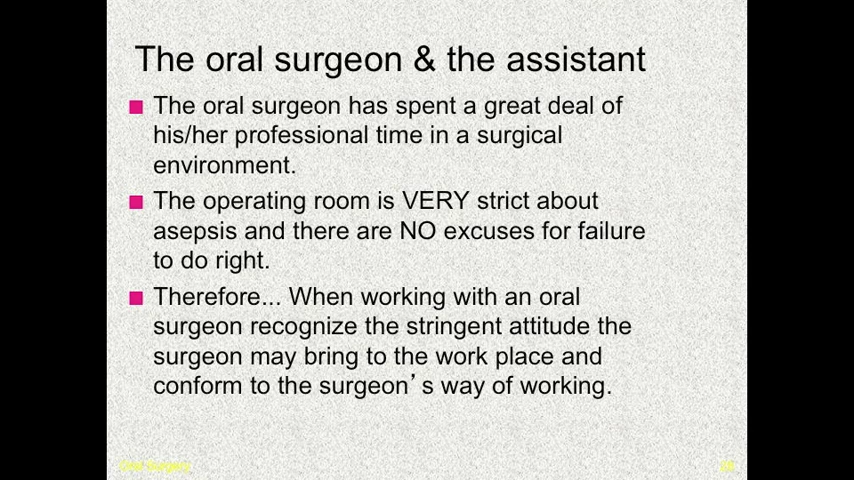 The oral surgeon & the assistant
The oral surgeon has spent a great deal of
his/her professional time in a surgical
environment.
The operating room is VERY strict about
asepsis and there are NO excuses for failure
to do right.
Therefore... When working with an oral
surgeon recognize the stringent attitude the
surgeon may bring to the work place and
conform to the surgeon’s way of working.
Oral Surgery